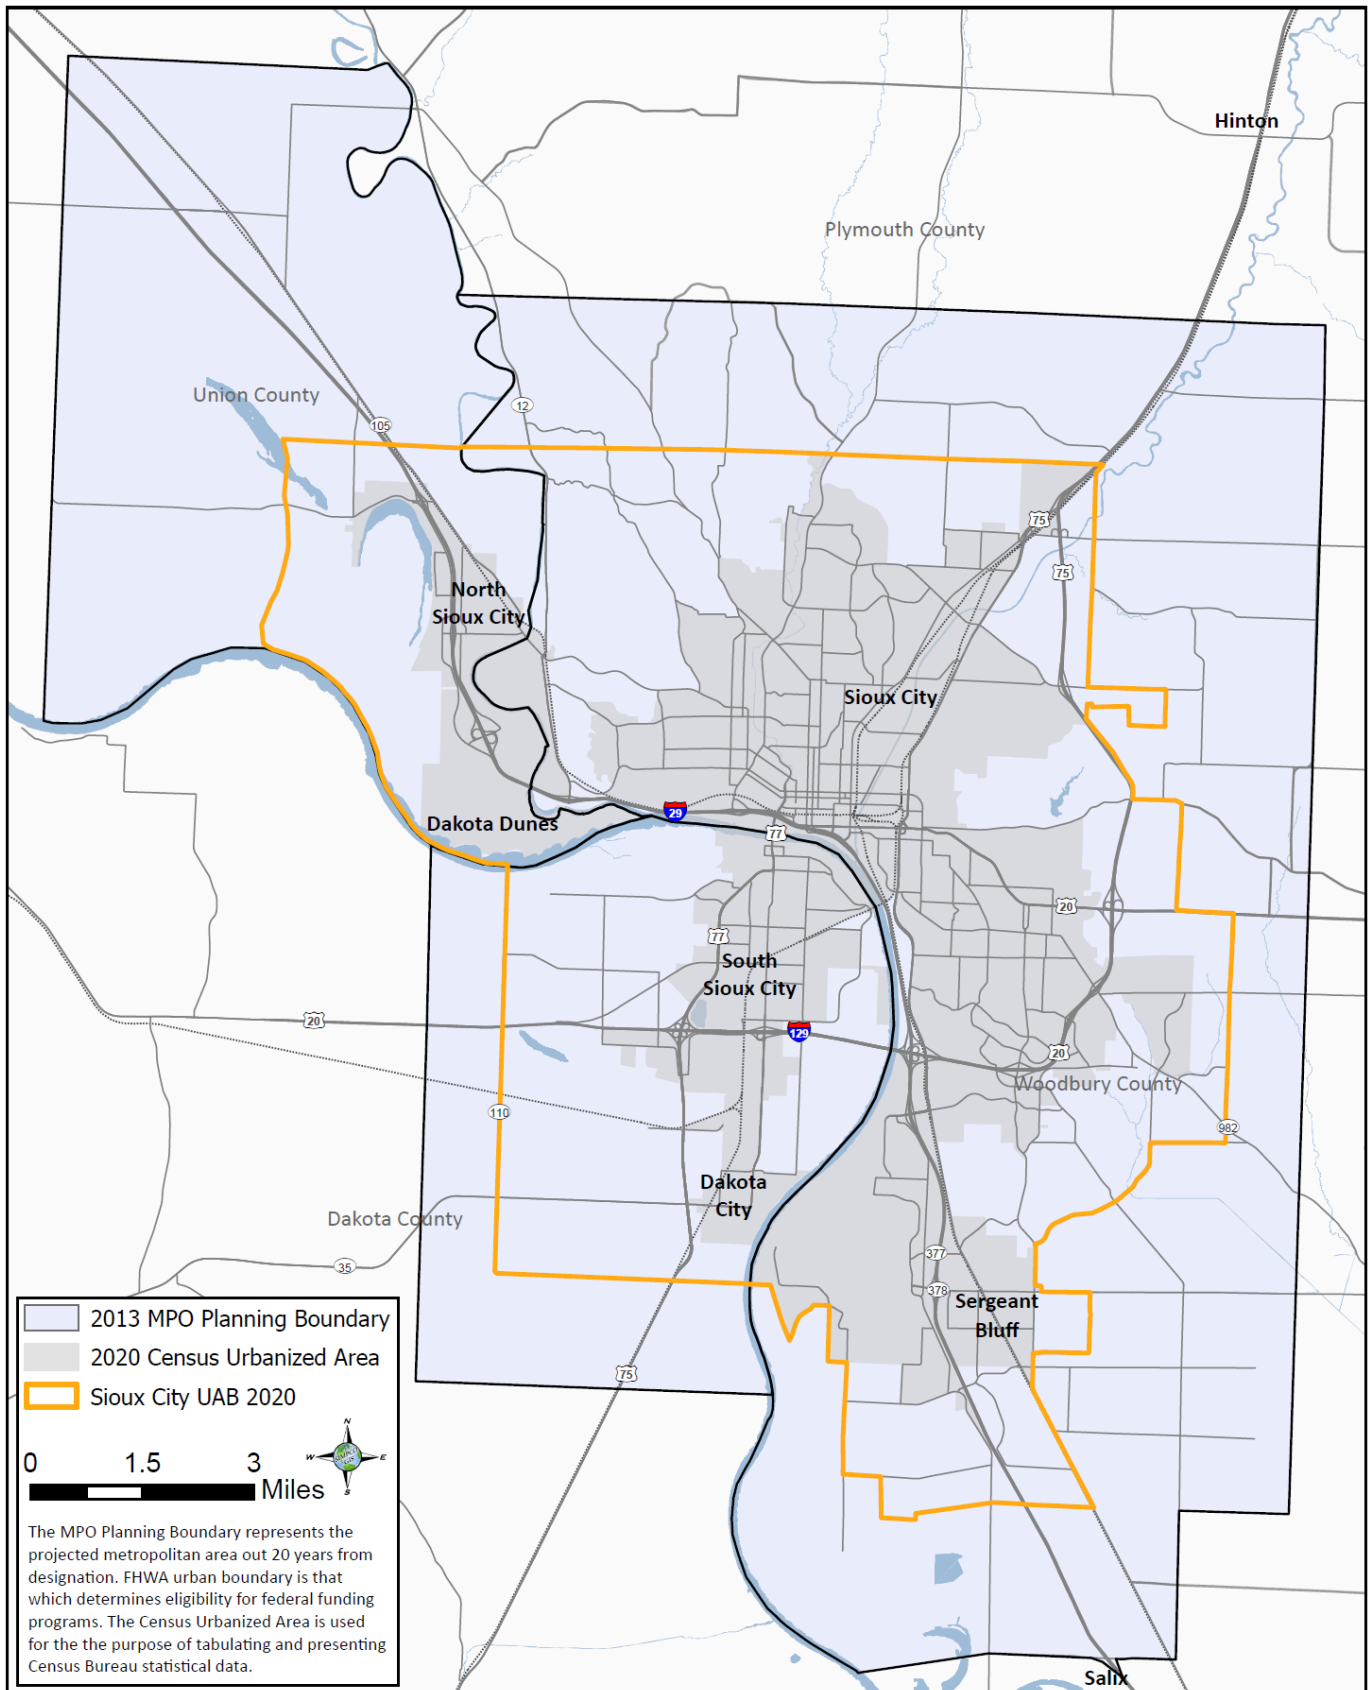 Hinton
Plymouth County
Union County
12
105
75
75
North
Sioux City
Sioux City
29
Dakota Dunes
77
20
77
South
Sioux City
20
129
20
Woodbury County
110
982
Dakota
City
Dakota County
377
35
378
Sergeant
Bluff
75
Salix
2013 MPO Planning Boundary
2020 Census Urbanized Area
Sioux City UAB 2020
N
W
E
S
SIMPCO
GIS
0 1.5 3
Miles
The MPO Planning Boundary represents the
projected metropolitan area out 20 years from
designation. FHWA urban boundary is that
which determines eligibility for federal funding
programs. The Census Urbanized Area is used
for the the purpose of tabulating and presenting
Census Bureau statistical data.